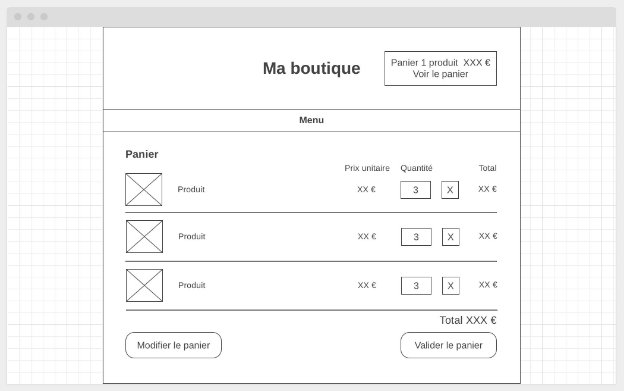 Ma boutique
Panier 1 produit XXX €
Voir le panier
Menu
Panier
Prix unitaire Quantité Total
Produit XX € 3 X XX €
Produit XX € 3 X XX €
Produit XX € 3 X XX €
Total XXX €
Modifier le panier Valider le panier